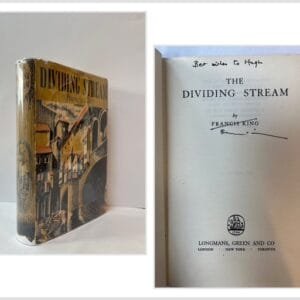 DIVIDING STREAM
Best wishes to Hugh
THE
DIVIDING STREAM
by
FRANCIS KING
LONGMANS, GREEN AND CO
LONDON · NEW YORK · TORONTO